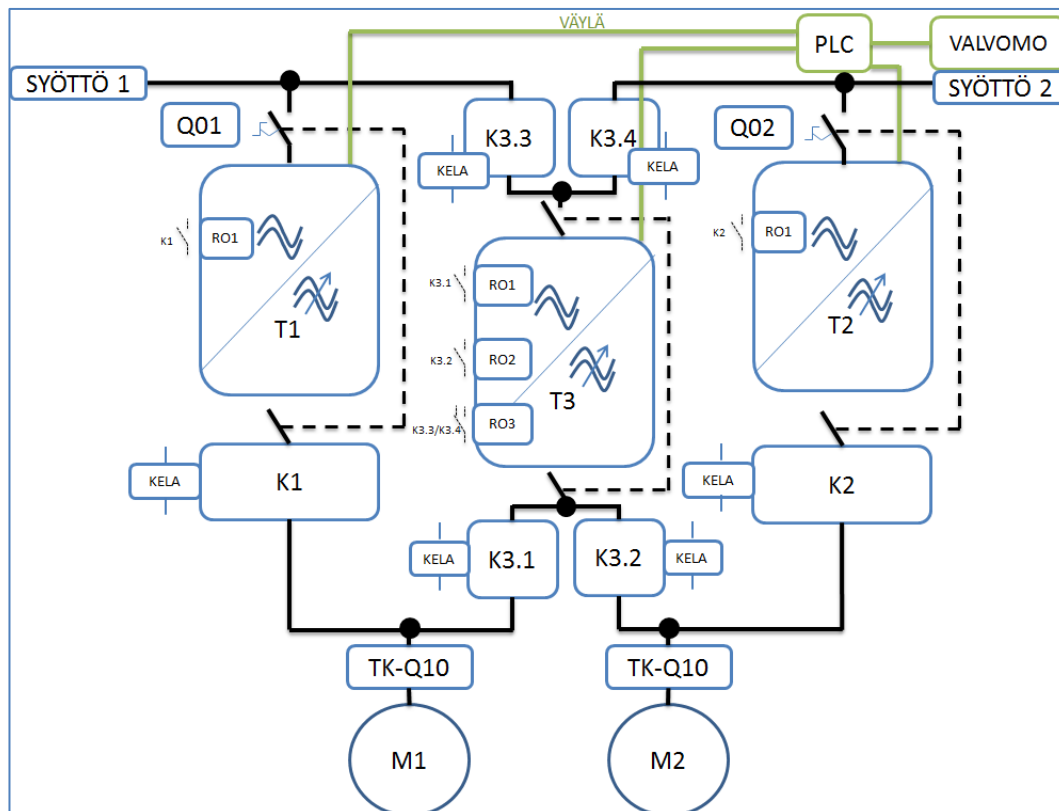 VÄYLÄ
PLC
VALVOMO
SYÖTTÖ 1
SYÖTTÖ 2
Q01
K3.3
K3.4
Q02
KELA
KELA
K1
RO1
K2
RO1
K3.1
RO1
T1
T2
K3.2
RO2
T3
K3.3/K3.4
RO3
KELA
K1
KELA
K2
KELA
K3.1
K3.2
KELA
TK-Q10
TK-Q10
M1
M2